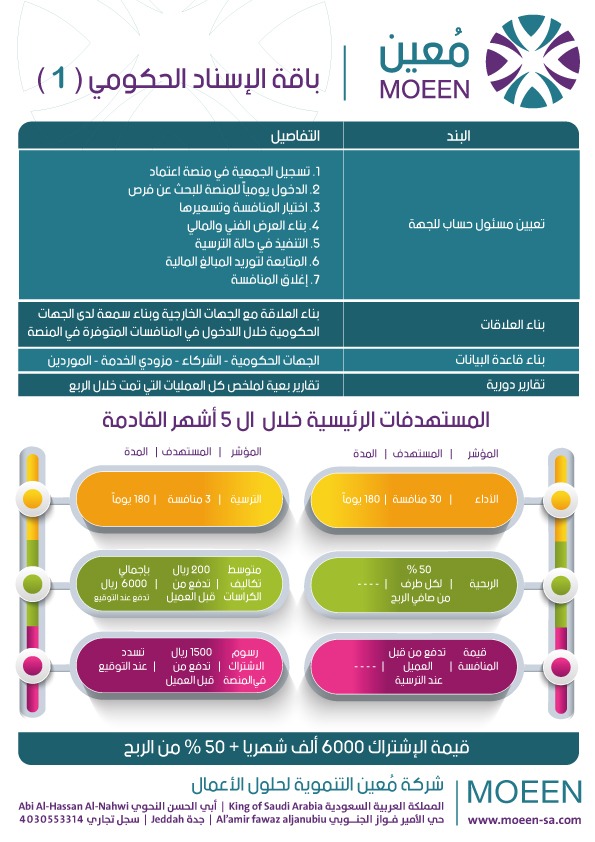 مُعين
MOEEN
باقة الإسناد الحكومي ( 1 )
البند
التفاصيل
تعيين مسئول حساب للجهة
1. تسجيل الجمعية في منصة اعتماد
2. الدخول يومياً للمنصة للبحث عن فرص
3. اختيار المنافسة وتسعيرها
4. بناء العرض الفني والمالي
5. التنفيذ في حالة الترسية
6. المتابعة لتوريد المبالغ المالية
7. إغلاق المنافسة
بناء العلاقات
بناء العلاقة مع الجهات الخارجية وبناء سمعة لدى الجهات
الحكومية خلال اللدخول في المنافسات المتوفرة في المنصة
بناء قاعدة البيانات
الجهات الحكومية - الشركاء - مزودي الخدمة - الموردين
تقارير دورية
تقارير بعية لملخص كل العمليات التي تمت خلال الربع
المستهدفات الرئيسية خلال ال 5 أشهر القادمة
المؤشر | المستهدف | المدة
المؤشر | المستهدف | المدة
الأداء | 30 منافسة | 180 يوماً
الترسية | 3 منافسة | 180 يوماً
الربحية | 50 % لكل طرف من صافي الربح | ----
متوسط تكاليف الكراسات | 200 ريال تدفع من قبل العميل | بإجمالي 6000 ريال تدفع عند التوقيع
قيمة المنافسة | تدفع من قبل العميل عند الترسية | ----
رسوم الاشتراك في المنصة | 1500 ريال تدفع من قبل العميل | تسدد عند التوقيع
قيمة الإشتراك 6000 ألف شهريا + 50 % من الربح
MOEEN
www.moeen-sa.com
شركة مُعين التنموية لحلول الأعمال
المملكة العربية السعودية King of Saudi Arabia | أبي الحسن النحوي Abi Al-Hassan Al-Nahwi
حي الأمير فواز الجنـوبي Al'amir fawaz aljanubiu | جدة Jeddah | سجل تجاري 4030553314